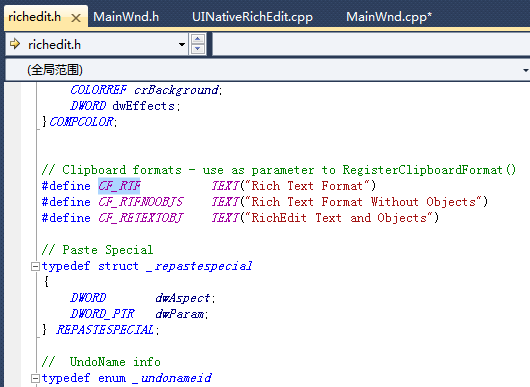 richedit.h MainWnd.h UINativeRichEdit.cpp MainWnd.cpp*
richedit.h
(全局范围)
COLORREF crBackground;
DWORD dwEffects;
}COMPCOLOR;
// Clipboard formats - use as parameter to RegisterClipboardFormat()
#define CF_RTF TEXT("Rich Text Format")
#define CF_RTFNOOBJS TEXT("Rich Text Format Without Objects")
#define CF_RETEXTOBJ TEXT("RichEdit Text and Objects")
// Paste Special
typedef struct _repastespecial
{
DWORD dwAspect;
DWORD_PTR dwParam;
} REPASTESPECIAL;
// UndoName info
typedef enum _undonameid